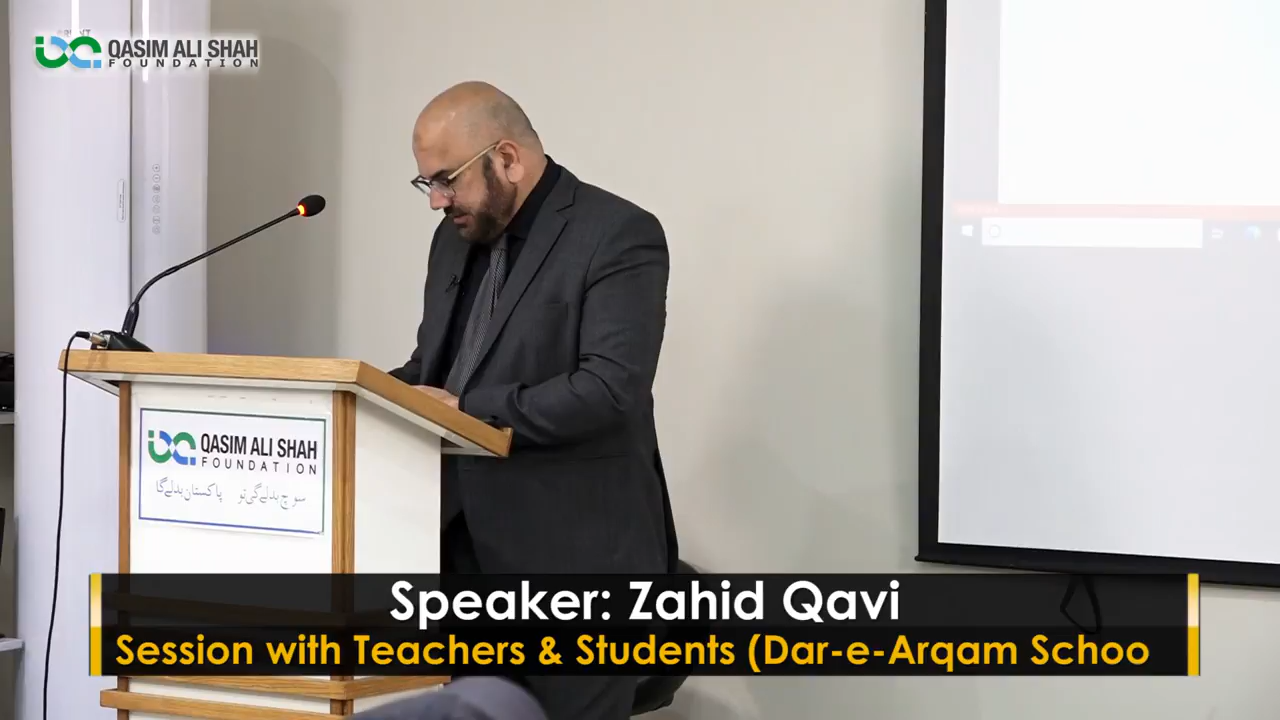 QASIM ALI SHAH
FOUNDATION
QASIM ALI SHAH
FOUNDATION
سوچ بدلے گی تو پاکستان بدلے گا
Speaker: Zahid Qavi
Session with Teachers & Students (Dar-e-Arqam Schoo